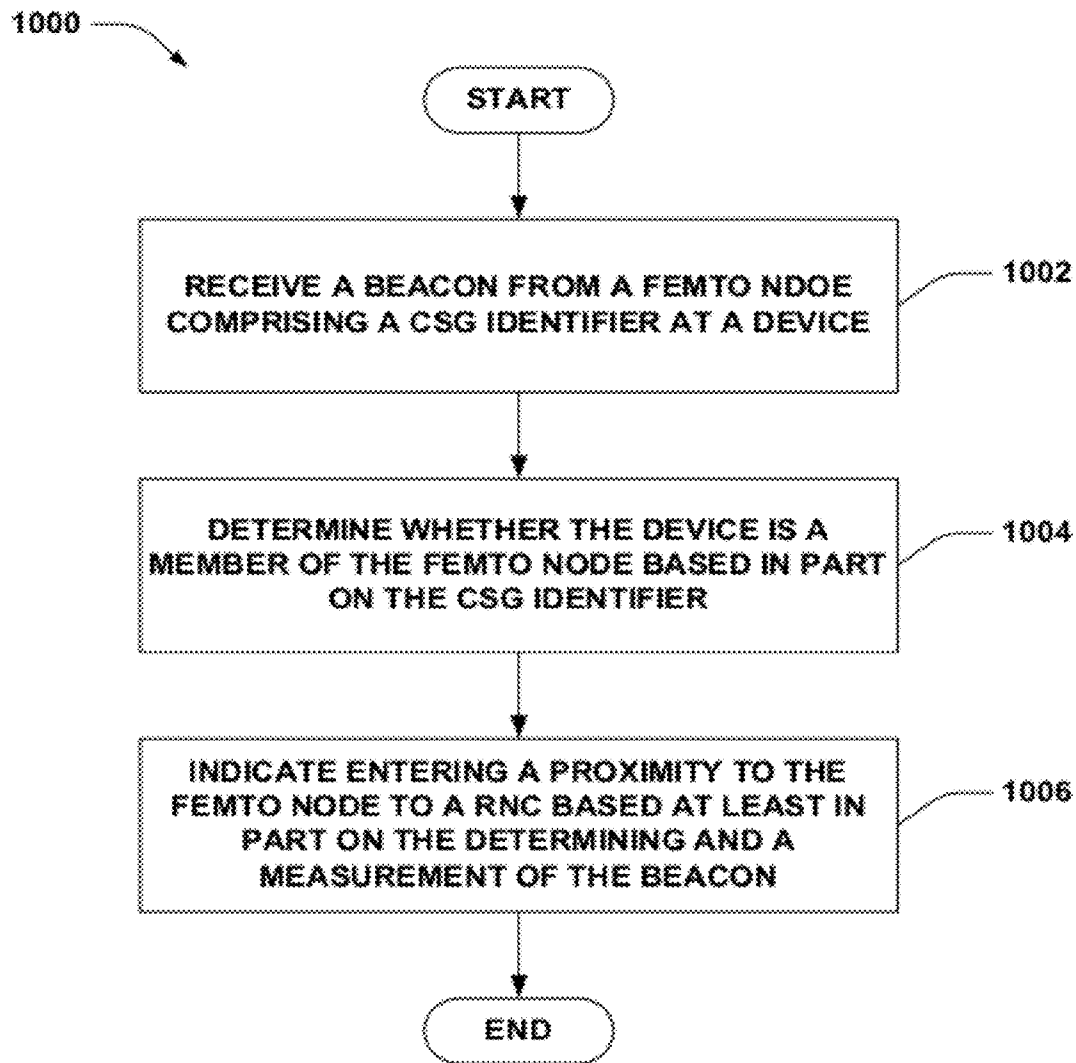 1000
START
RECEIVE A BEACON FROM A FEMTO NDOE
COMPRISING A CSG IDENTIFIER AT A DEVICE
1002
DETERMINE WHETHER THE DEVICE IS A
MEMBER OF THE FEMTO NODE BASED IN PART
ON THE CSG IDENTIFIER
1004
INDICATE ENTERING A PROXIMITY TO THE
FEMTO NODE TO A RNC BASED AT LEAST IN
PART ON THE DETERMINING AND A
MEASUREMENT OF THE BEACON
1006
END